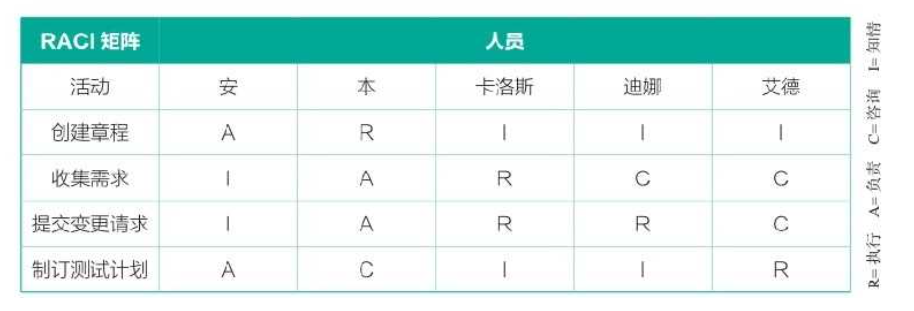 RACI 矩阵 人员
活动 安 本 卡洛斯 迪娜 艾德
创建章程 A R I I I
收集需求 I A R C C
提交变更请求 I A R R C
制订测试计划 A C I I R
R=执行 A=负责 C=咨询 I=知情